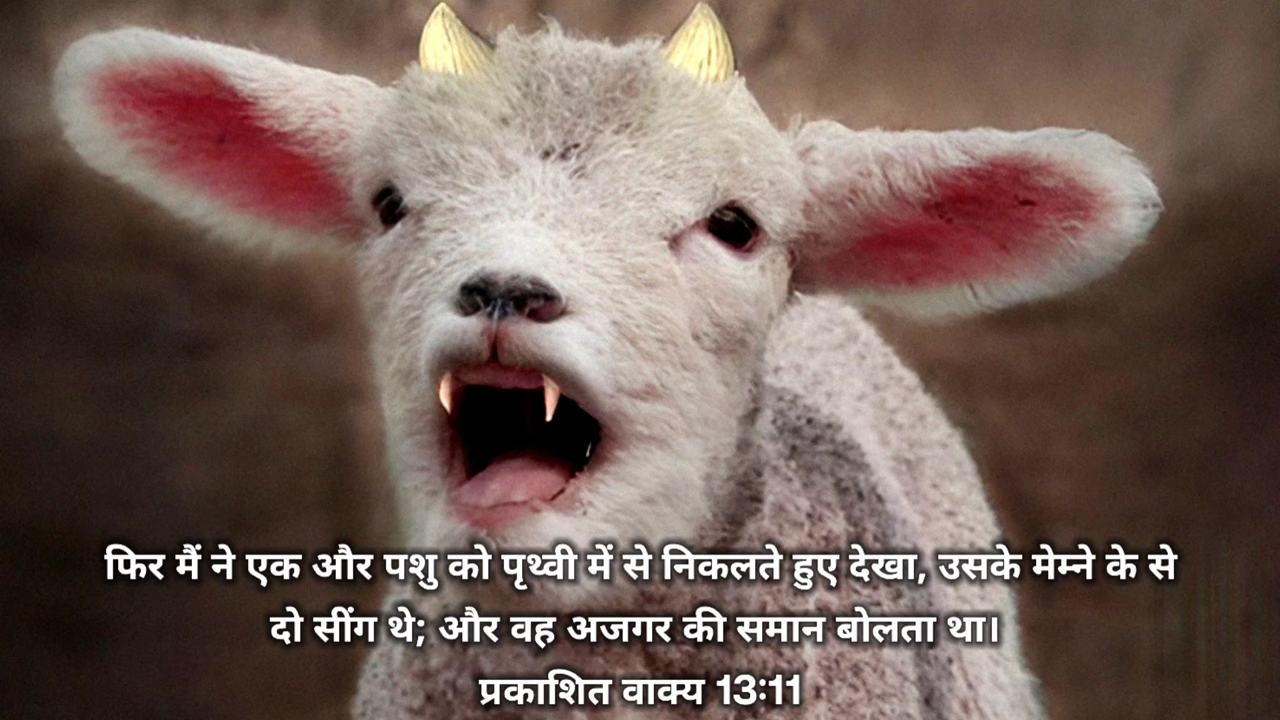 फिर मैं ने एक और पशु को पृथ्वी में से निकलते हुए देखा, उसके मेम्ने के से
दो सींग थे; और वह अजगर की समान बोलता था।
प्रकाशित वाक्य 13:11